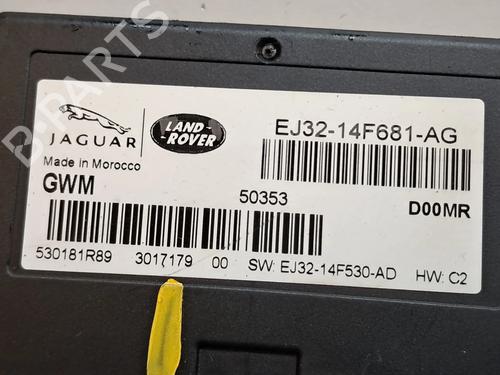 B-PARTS
JAGUAR
LAND-
ROVER
EJ32-14F681-AG
Made in Morocco
GWM
50353
D00MR
530181R89 3017179 00 SW: EJ32-14F530-AD HW: C2